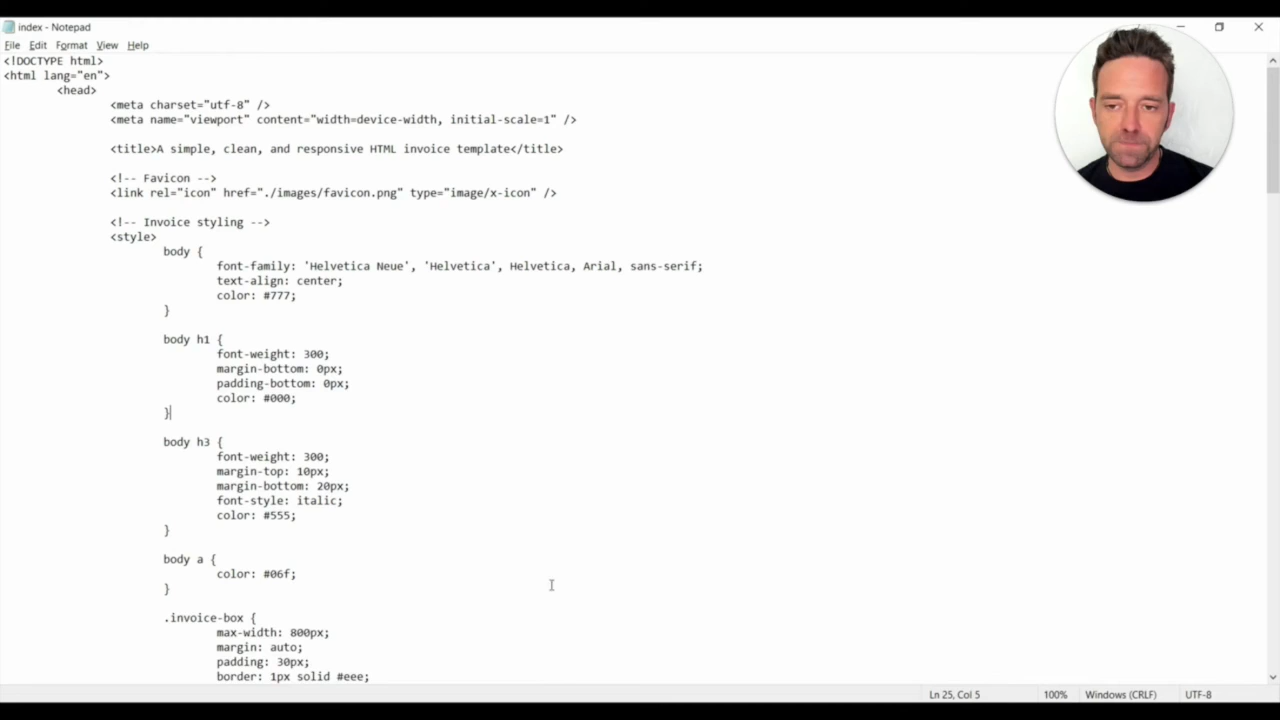 index - Notepad
File Edit Format View Help
<!DOCTYPE html>
<html lang="en">
<head>
<meta charset="utf-8" />
<meta name="viewport" content="width=device-width, initial-scale=1" />
<title>A simple, clean, and responsive HTML invoice template</title>
<!-- Favicon -->
<link rel="icon" href="./images/favicon.png" type="image/x-icon" />
<!-- Invoice styling -->
<style>
body {
font-family: 'Helvetica Neue', 'Helvetica', Helvetica, Arial, sans-serif;
text-align: center;
color: #777;
}
body h1 {
font-weight: 300;
margin-bottom: 0px;
padding-bottom: 0px;
color: #000;
}
body h3 {
font-weight: 300;
margin-top: 10px;
margin-bottom: 20px;
font-style: italic;
color: #555;
}
body a {
color: #06f;
}
.invoice-box {
max-width: 800px;
margin: auto;
padding: 30px;
border: 1px solid #eee;
Ln 25, Col 5 100% Windows (CRLF) UTF-8